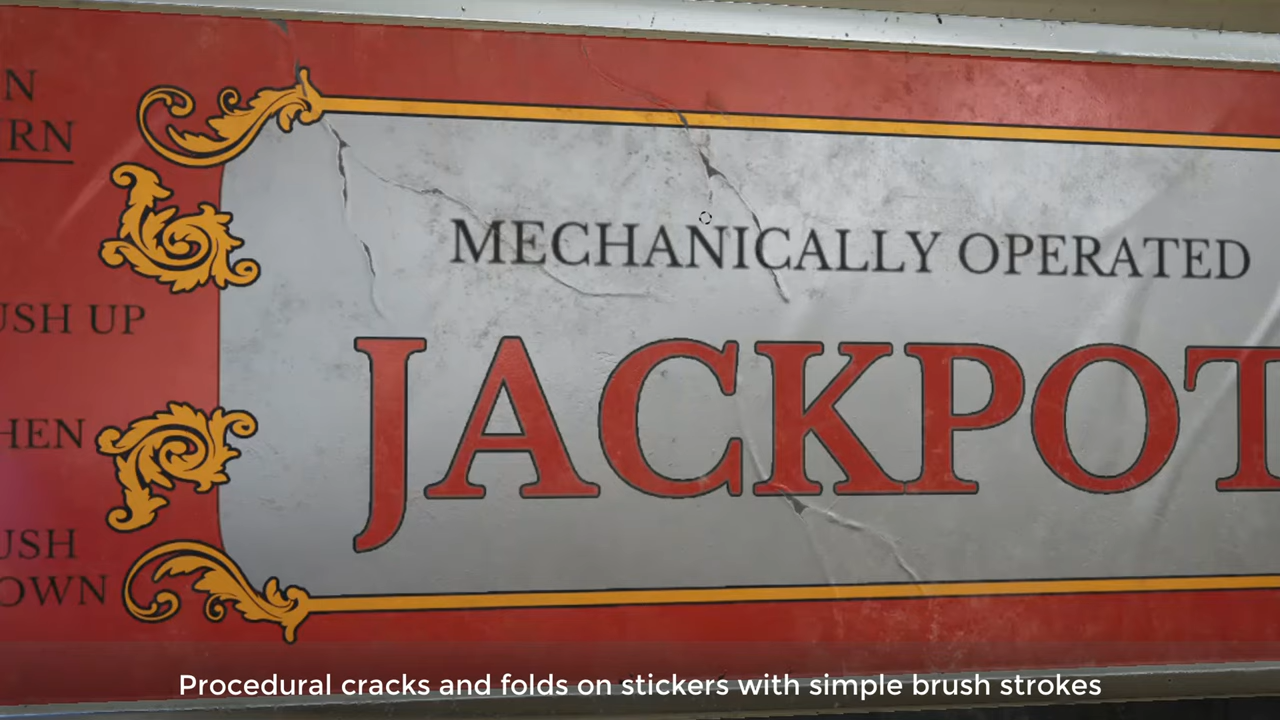 N
RN
USH UP
HEN
USH
OWN
MECHANICALLY OPERATED
JACKPOT
Procedural cracks and folds on stickers with simple brush strokes